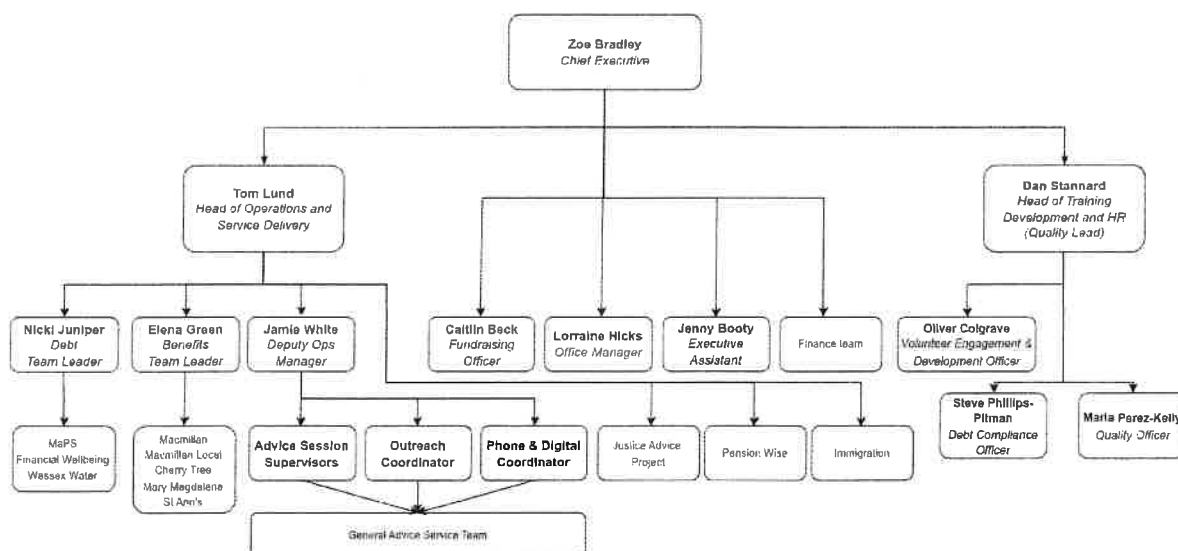 Zoe Bradley
Chief Executive
Tom Lund
Head of Operations and
Service Delivery
Dan Stannard
Head of Training
Development and HR
(Quality Lead)
Nicki Juniper
Debt
Team Leader
Elena Green
Benefits
Team Leader
Jamie White
Deputy Ops
Manager
Caitlin Beck
Fundraising
Officer
Lorraine Hicks
Office Manager
Jenny Booty
Executive
Assistant
Finance team
Oliver Colgrave
Volunteer Engagement &
Development Officer
MaPS
Financial Wellbeing
Wessex Water
Macmillan
Macmillan Local
Cherry Tree
Mary Magdalene
St Ann's
Advice Session
Supervisors
Outreach
Coordinator
Phone & Digital
Coordinator
Justice Advice
Project
Pension Wise
Immigration
Steve Phillips-
Pitman
Debt Compliance
Officer
Maria Perez-Kelly
Quality Officer
General Advice Service Team